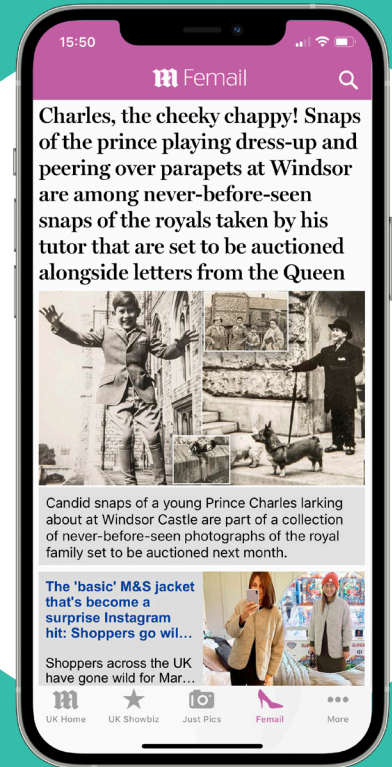 15:50
Femail
Charles, the cheeky chappy! Snaps
of the prince playing dress-up and
peering over parapets at Windsor
are among never-before-seen
snaps of the royals taken by his
tutor that are set to be auctioned
alongside letters from the Queen
Candid snaps of a young Prince Charles larking
about at Windsor Castle are part of a collection
of never-before-seen photographs of the royal
family set to be auctioned next month.
The 'basic' M&S jacket
that's become a
surprise Instagram
hit: Shoppers go wil...
Shoppers across the UK
have gone wild for Mar...
UK Home UK Showbiz Just Pics Femail More